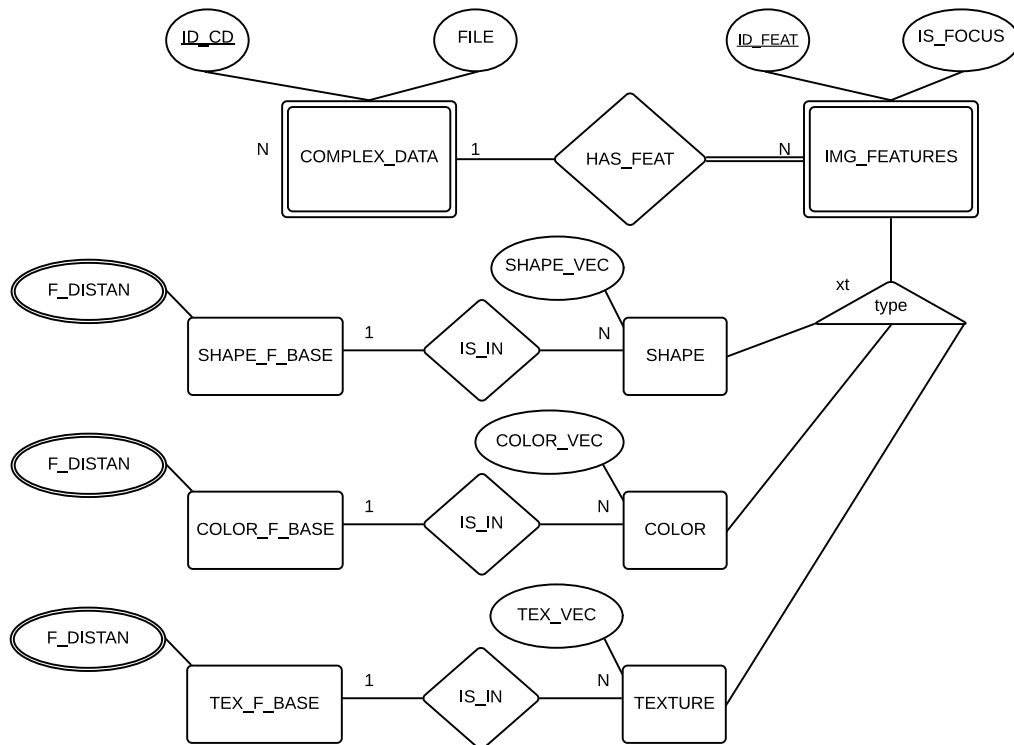 ID_CD
FILE
ID_FEAT
IS_FOCUS
N
COMPLEX_DATA
1
HAS_FEAT
N
IMG_FEATURES
F_DISTAN
SHAPE_VEC
xt
type
SHAPE_F_BASE
1
IS_IN
N
SHAPE
F_DISTAN
COLOR_VEC
COLOR_F_BASE
1
IS_IN
N
COLOR
F_DISTAN
TEX_VEC
TEX_F_BASE
1
IS_IN
N
TEXTURE